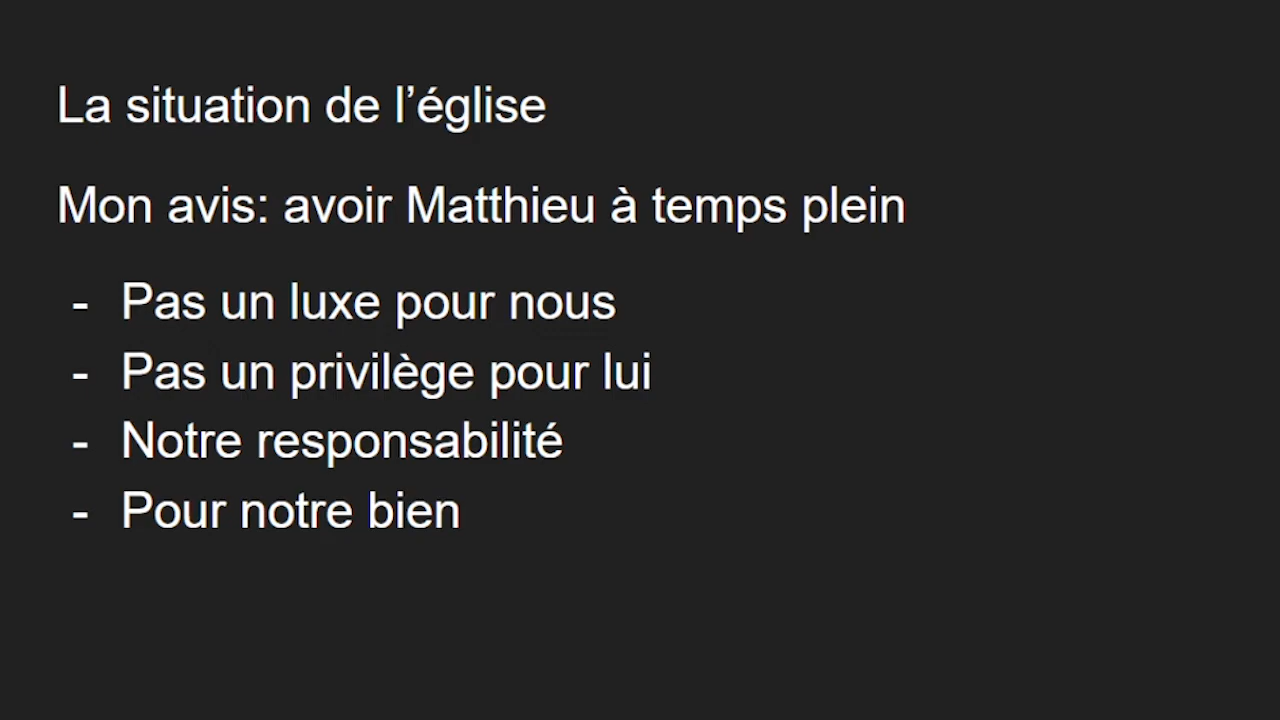 La situation de l’église
Mon avis: avoir Matthieu à temps plein
- Pas un luxe pour nous
- Pas un privilège pour lui
- Notre responsabilité
- Pour notre bien